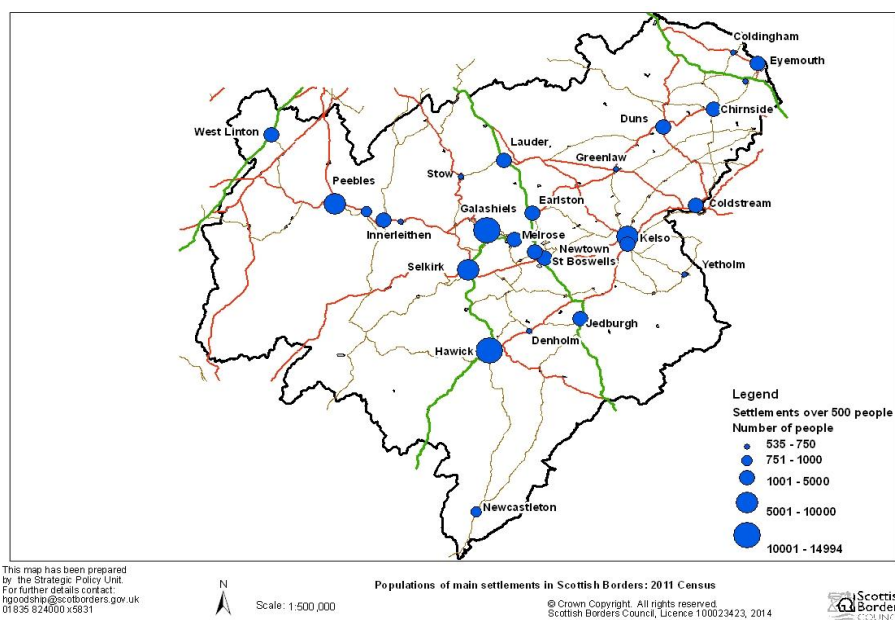 Coldingham
Eyemouth
Chirnside
Duns
West Linton
Lauder
Greenlaw
Stow
Peebles
Earlston
Coldstream
Galashiels
Innerleithen
Melrose
Kelso
Newtown
St Boswells
Selkirk
Yetholm
Jedburgh
Denholm
Hawick
Newcastleton
Legend
Settlements over 500 people
Number of people
535 - 750
751 - 1000
1001 - 5000
5001 - 10000
10001 - 14994
This map has been prepared
by the Strategic Policy Unit.
For further details contact:
hgoodship@scotborders.gov.uk
01835 824000 x5831
N
Scale: 1:500,000
Populations of main settlements in Scottish Borders: 2011 Census
© Crown Copyright. All rights reserved.
Scottish Borders Council, Licence 100023423, 2014